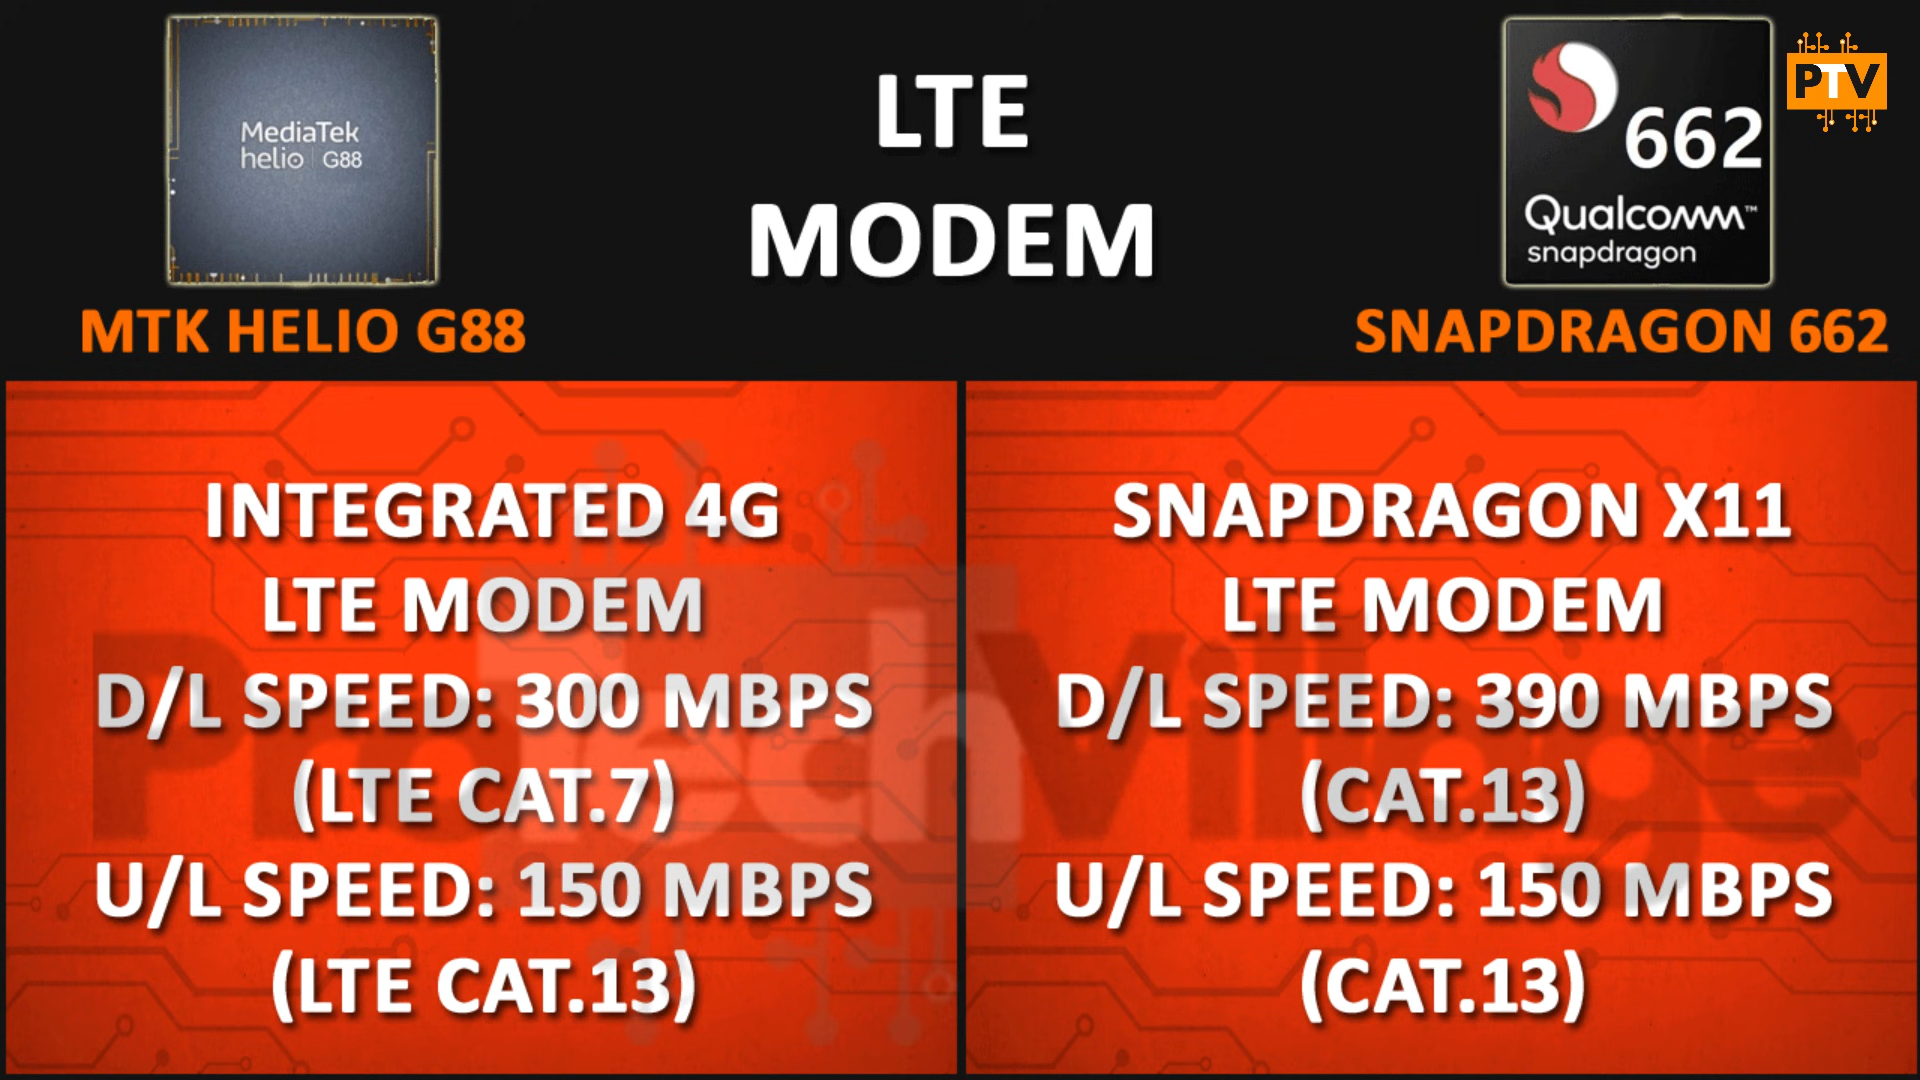 MediaTek
helio G88
LTE
MODEM
662
Qualcomm™
snapdragon
PTV
MTK HELIO G88
SNAPDRAGON 662
INTEGRATED 4G
LTE MODEM
D/L SPEED: 300 MBPS
(LTE CAT.7)
U/L SPEED: 150 MBPS
(LTE CAT.13)
SNAPDRAGON X11
LTE MODEM
D/L SPEED: 390 MBPS
(CAT.13)
U/L SPEED: 150 MBPS
(CAT.13)
ProTechVillage